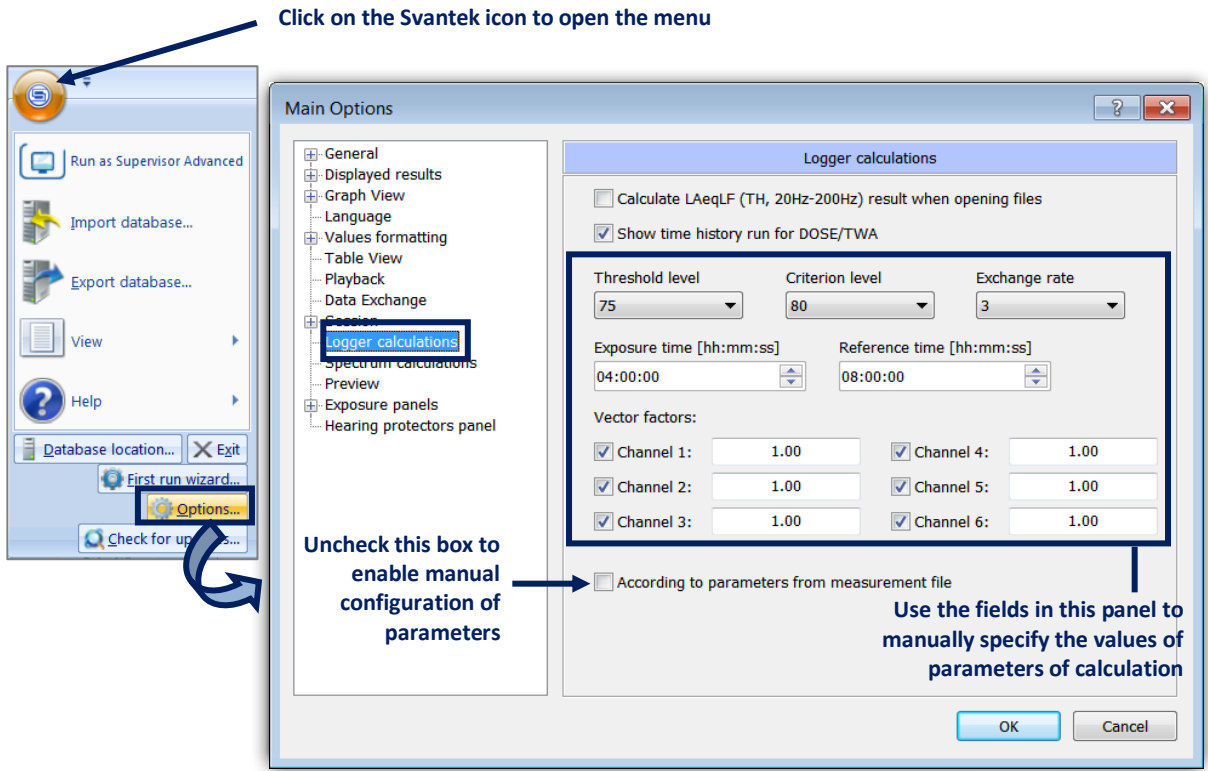 Click on the Svantek icon to open the menu
Run as Supervisor Advanced
Import database...
Export database...
View
Help
Database location...
Exit
First run wizard...
Options...
Check for up
s...
Main Options
General
Displayed results
Graph View
Language
Values formatting
Table View
Playback
Data Exchange
Session
Logger calculations
Spectrum calculations
Preview
Exposure panels
Hearing protectors panel
Logger calculations
Calculate LAeqLF (TH, 20Hz-200Hz) result when opening files
Show time history run for DOSE/TWA
Threshold level
Criterion level
Exchange rate
75
80
3
Exposure time [hh:mm:ss]
Reference time [hh:mm:ss]
04:00:00
08:00:00
Vector factors:
Channel 1:
1.00
Channel 4:
1.00
Channel 2:
1.00
Channel 5:
1.00
Channel 3:
1.00
Channel 6:
1.00
Uncheck this box to
enable manual
configuration of
parameters
According to parameters from measurement file
Use the fields in this panel to
manually specify the values of
parameters of calculation
OK
Cancel